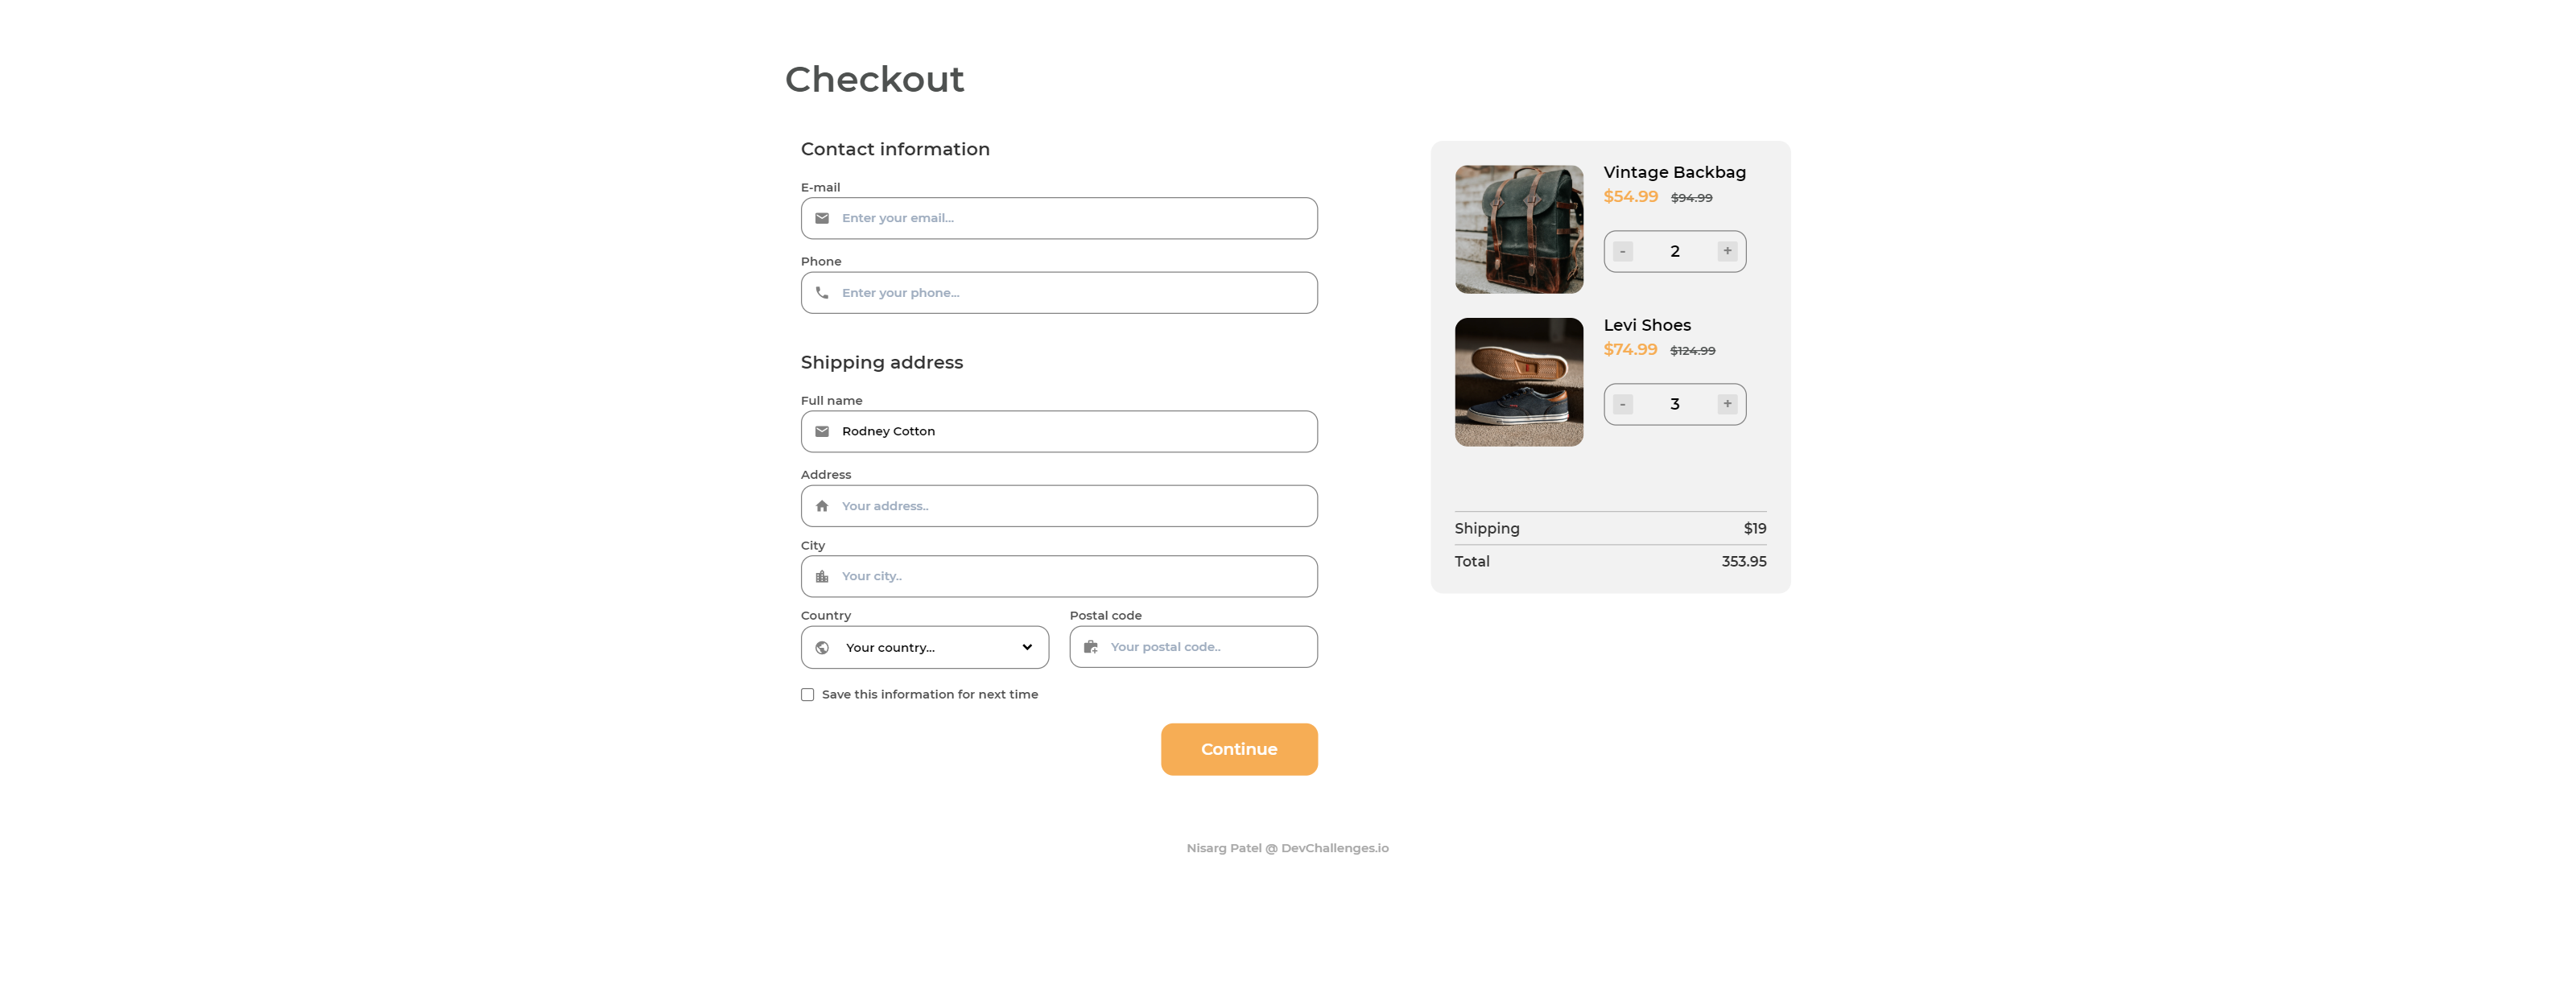 Checkout
Contact information
E-mail
Enter your email...
Phone
Enter your phone...
Shipping address
Full name
Rodney Cotton
Address
Your address..
City
Your city..
Country
Your country...
Postal code
Your postal code..
Save this information for next time
Continue
Vintage Backbag
$54.99 $94.99
- 2 +
Levi Shoes
$74.99 $124.99
- 3 +
Shipping $19
Total 353.95
Nisarg Patel @ DevChallenges.io